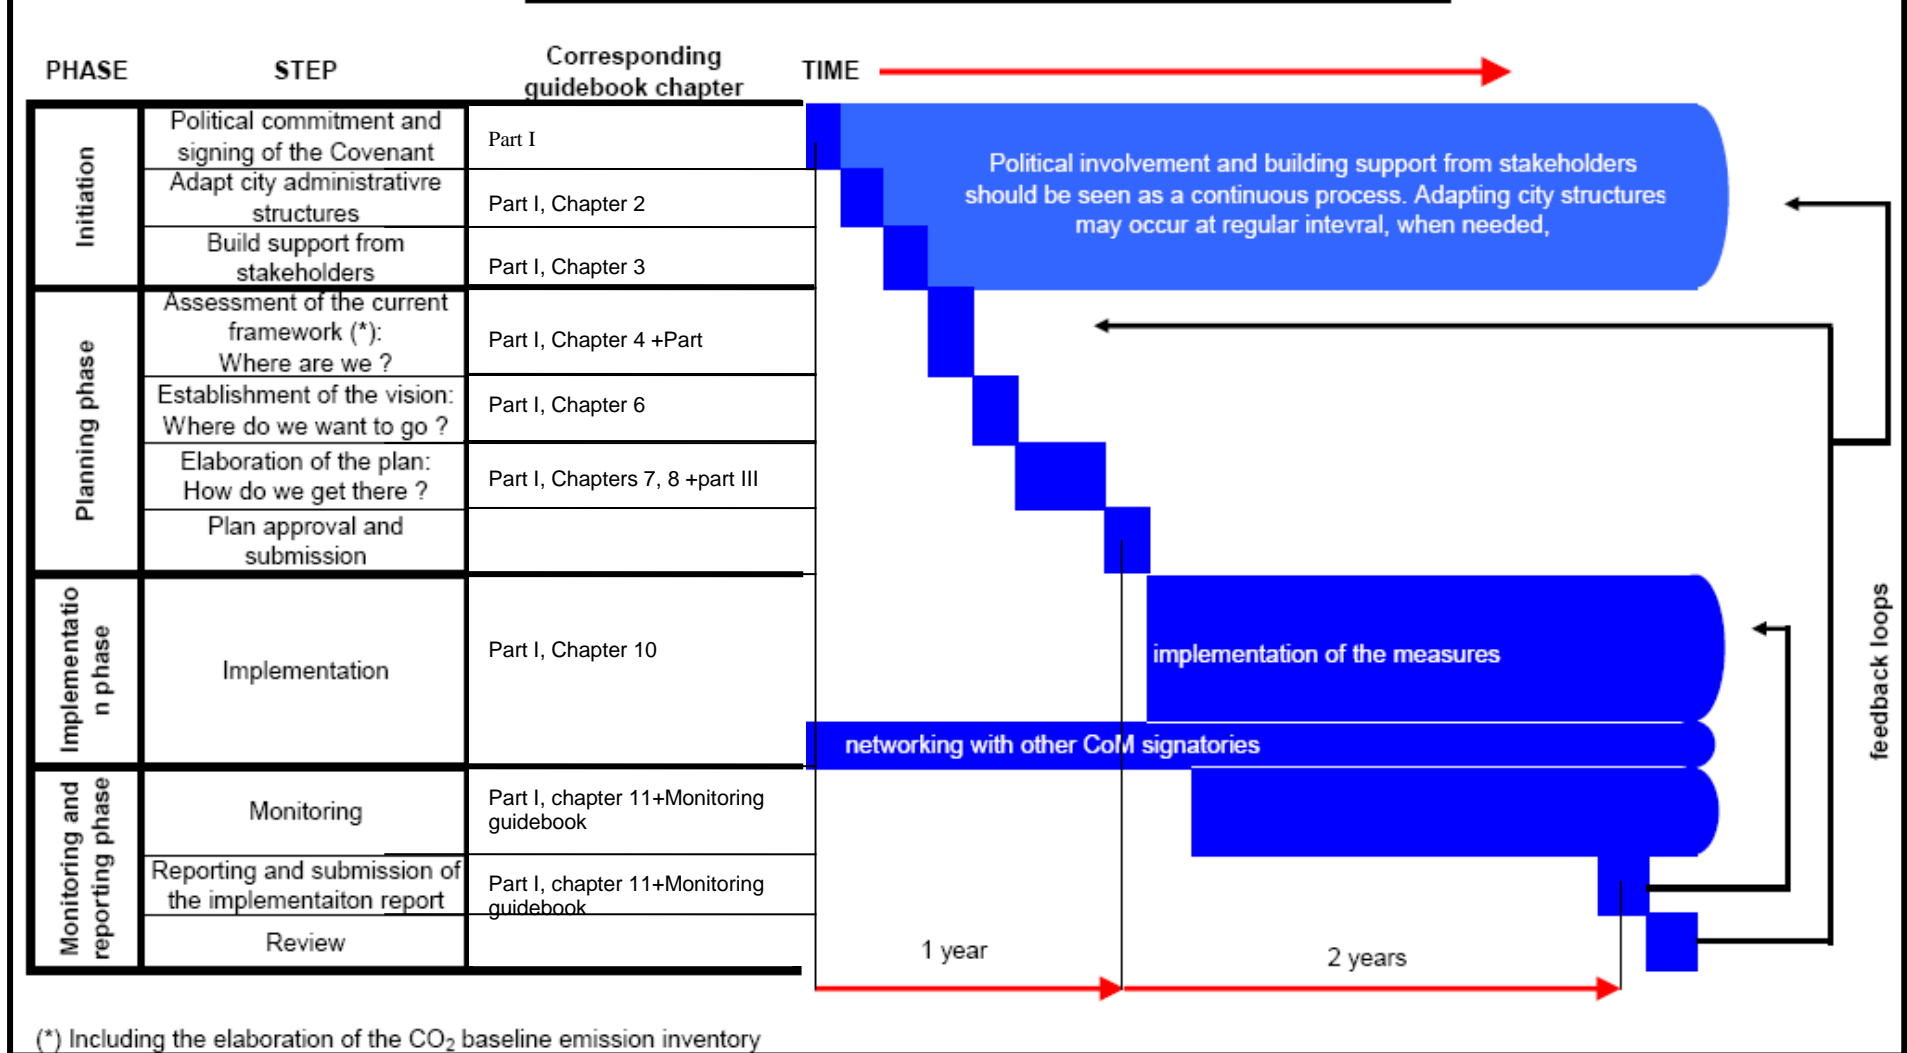 PHASE
STEP
Corresponding
guidebook chapter
TIME
Initiation
Political commitment and
signing of the Covenant
Part I
Adapt city administrativre
structures
Part I, Chapter 2
Build support from
stakeholders
Part I, Chapter 3
Political involvement and building support from stakeholders
should be seen as a continuous process. Adapting city structures
may occur at regular intevral, when needed,
Planning phase
Assessment of the current
framework (*):
Where are we ?
Part I, Chapter 4 +Part
Establishment of the vision:
Where do we want to go ?
Part I, Chapter 6
Elaboration of the plan:
How do we get there ?
Part I, Chapters 7, 8 +part III
Plan approval and
submission
Implementatio
n phase
Implementation
Part I, Chapter 10
implementation of the measures
networking with other CoM signatories
feedback loops
Monitoring and
reporting phase
Monitoring
Part I, chapter 11+Monitoring
guidebook
Reporting and submission of
the implementaiton report
Part I, chapter 11+Monitoring
guidebook
Review
1 year
2 years
(*) Including the elaboration of the CO2 baseline emission inventory